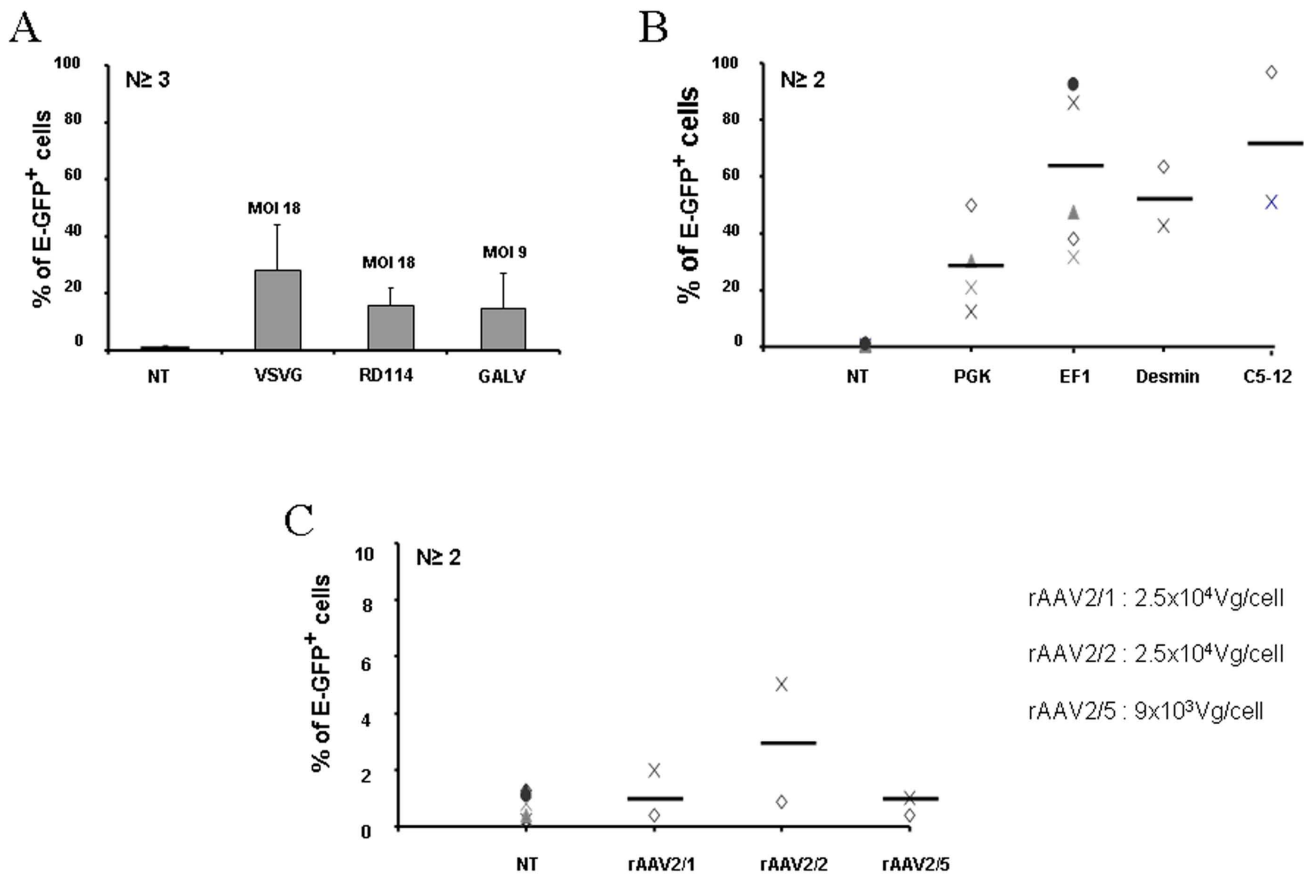 A
N≥ 3
% of E-GFP⁺ cells
100
80
60
40
20
0
MOI 18
MOI 18
MOI 9
NT
VSVG
RD114
GALV
B
N≥ 2
% of E-GFP⁺ cells
100
80
60
40
20
0
NT
PGK
EF1
Desmin
C5-12
C
N≥ 2
% of E-GFP⁺ cells
10
8
6
4
2
0
NT
rAAV2/1
rAAV2/2
rAAV2/5
rAAV2/1 : 2.5x10⁴Vg/cell
rAAV2/2 : 2.5x10⁴Vg/cell
rAAV2/5 : 9x10³Vg/cell